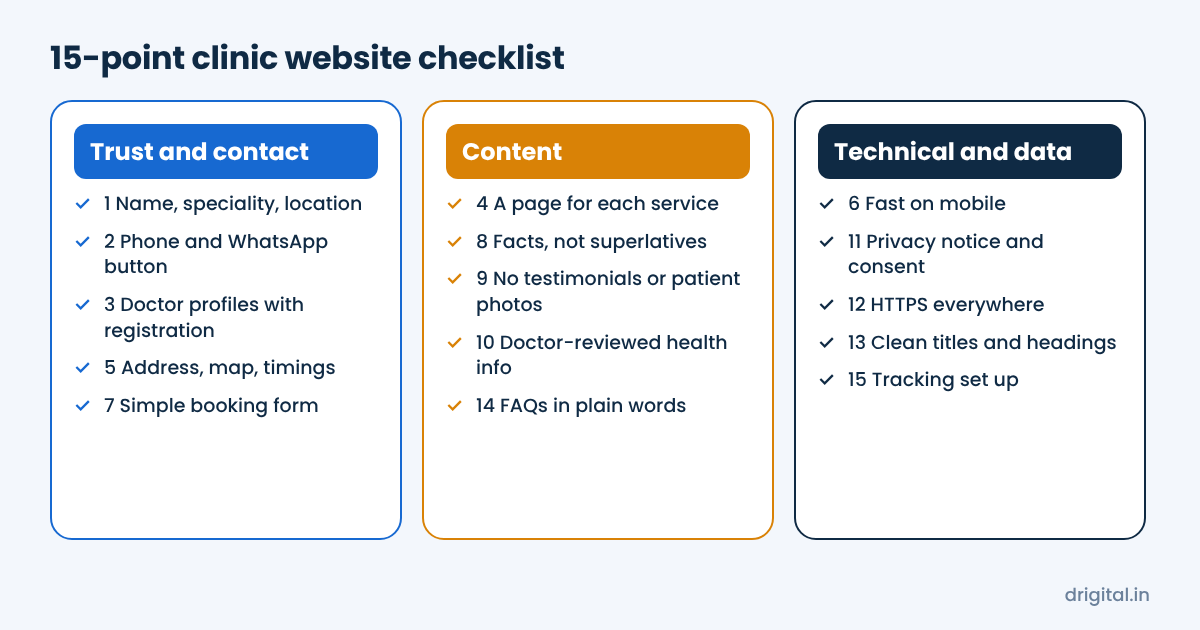 15-point clinic website checklist
Trust and contact
1 Name, speciality, location
2 Phone and WhatsApp
button
3 Doctor profiles with
registration
5 Address, map, timings
7 Simple booking form
Content
4 A page for each service
8 Facts, not superlatives
9 No testimonials or patient
photos
10 Doctor-reviewed health
info
14 FAQs in plain words
Technical and data
6 Fast on mobile
11 Privacy notice and
consent
12 HTTPS everywhere
13 Clean titles and headings
15 Tracking set up
drigital.in